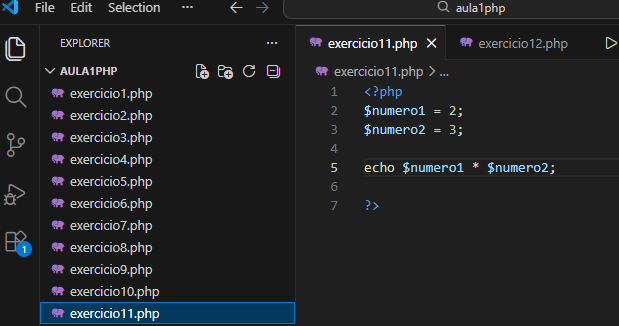 File Edit Selection ··· aula1php
EXPLORER ···
AULA1PHP
exercicio1.php
exercicio2.php
exercicio3.php
exercicio4.php
exercicio5.php
exercicio6.php
exercicio7.php
exercicio8.php
exercicio9.php
exercicio10.php
exercicio11.php
1
exercicio11.php exercicio12.php
exercicio11.php > ...
1 <?php
2 $numero1 = 2;
3 $numero2 = 3;
4
5 echo $numero1 * $numero2;
6
7 ?>